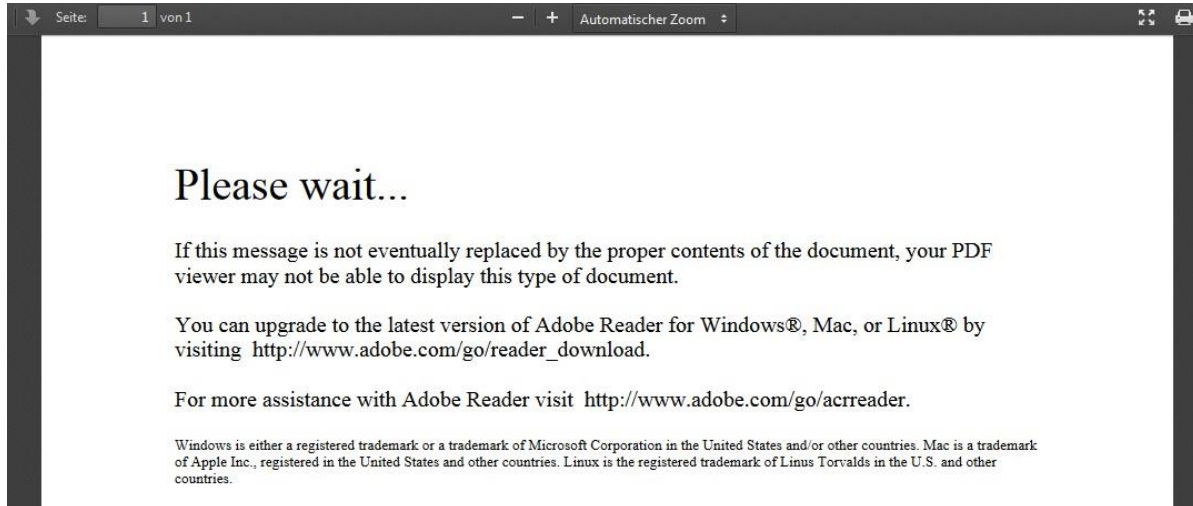 Seite: 1 von 1 Automatischer Zoom
Please wait...
If this message is not eventually replaced by the proper contents of the document, your PDF
viewer may not be able to display this type of document.
You can upgrade to the latest version of Adobe Reader for Windows®, Mac, or Linux® by
visiting  http://www.adobe.com/go/reader_download.
For more assistance with Adobe Reader visit  http://www.adobe.com/go/acrreader.
Windows is either a registered trademark or a trademark of Microsoft Corporation in the United States and/or other countries. Mac is a trademark
of Apple Inc., registered in the United States and other countries. Linux is the registered trademark of Linus Torvalds in the U.S. and other
countries.